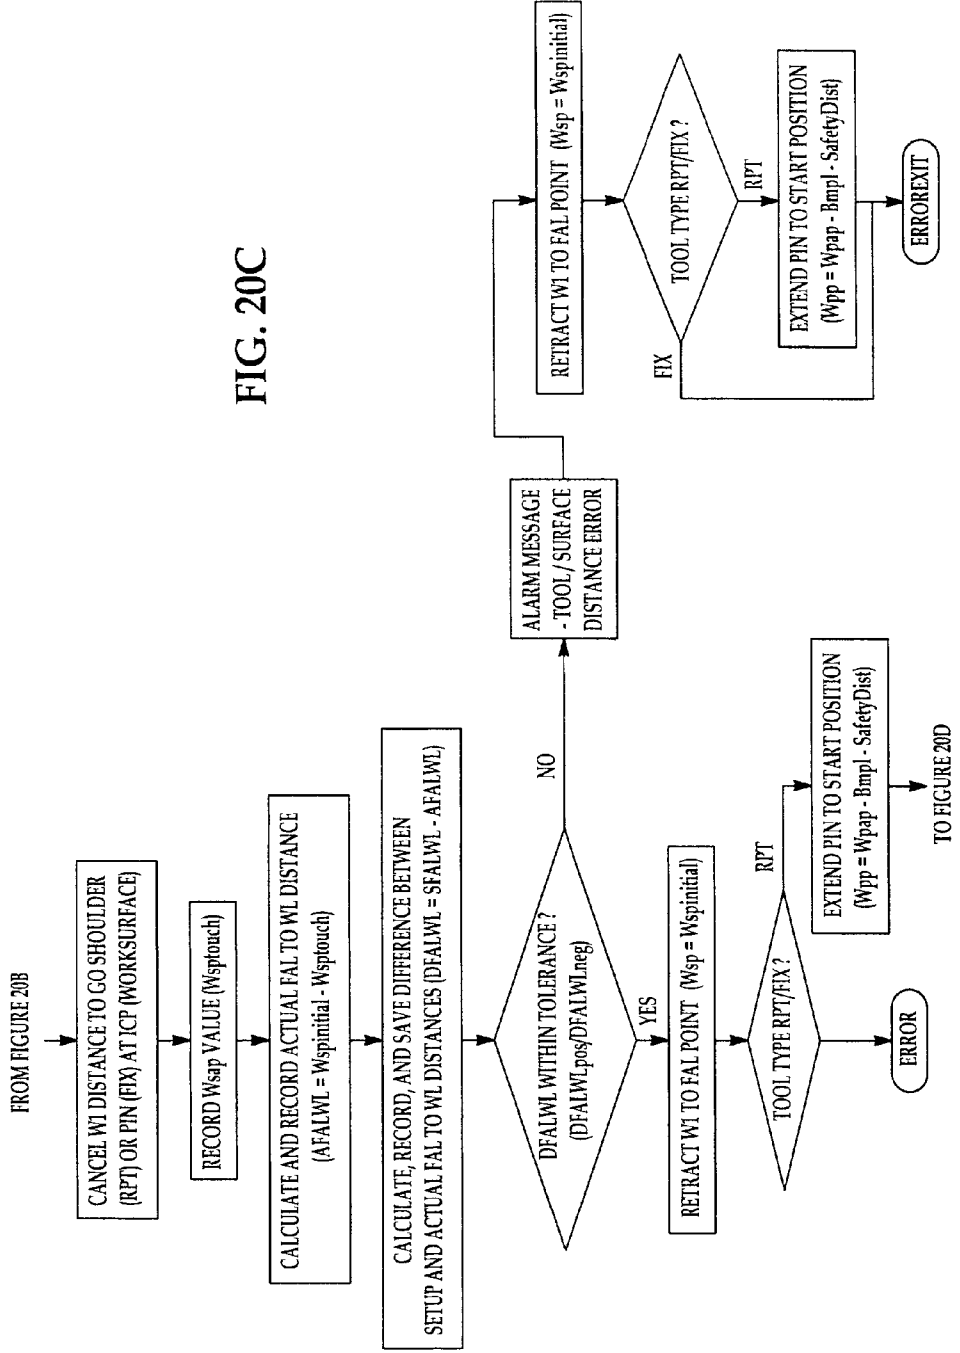 FIG. 20C
FROM FIGURE 20B
CANCEL W1 DISTANCE TO GO SHOULDER
(RPT) OR PIN (FIX) AT TCP (WORKSURFACE)
RECORD Wsap VALUE (Wsptouch)
CALCULATE AND RECORD ACTUAL FAL TO WL DISTANCE
(AFALWL = Wspinitial - Wsptouch)
CALCULATE, RECORD, AND SAVE DIFFERENCE BETWEEN
SETUP AND ACTUAL FAL TO WL DISTANCES (DFALWL = SFALWL - AFALWL)
DFALWL WITHIN TOLERANCE ?
(DFALWLpos/DFALWLneg)
NO
YES
RETRACT W1 TO FAL POINT (Wsp = Wspinitial)
TOOL TYPE RPT/FIX ?
RPT
ERROR
EXTEND PIN TO START POSITION
(Wpp = Wpap - Bmpl - SafetyDist)
TO FIGURE 20D
ALARM MESSAGE
- TOOL / SURFACE
DISTANCE ERROR
RETRACT W1 TO FAL POINT (Wsp = Wspinitial)
TOOL TYPE RPT/FIX ?
FIX
RPT
EXTEND PIN TO START POSITION
(Wpp = Wpap - Bmpl - SafetyDist)
ERROREXIT